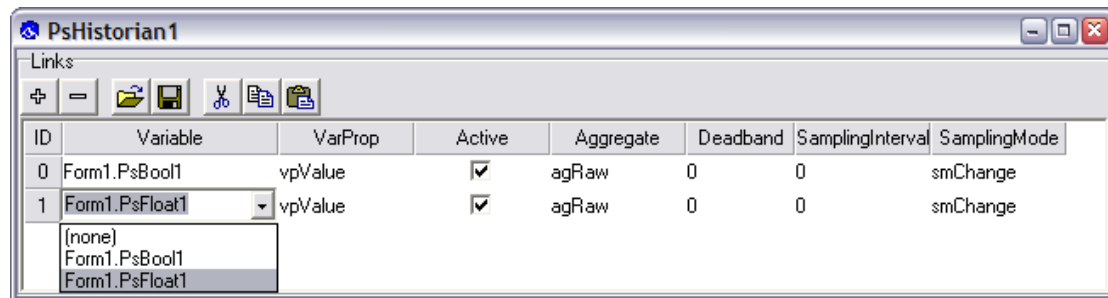 PsHistorian1
Links
ID Variable VarProp Active Aggregate Deadband SamplingInterval SamplingMode
0 Form1.PsBool1 vpValue agRaw 0 0 smChange
1 Form1.PsFloat1 vpValue agRaw 0 0 smChange
(none)
Form1.PsBool1
Form1.PsFloat1